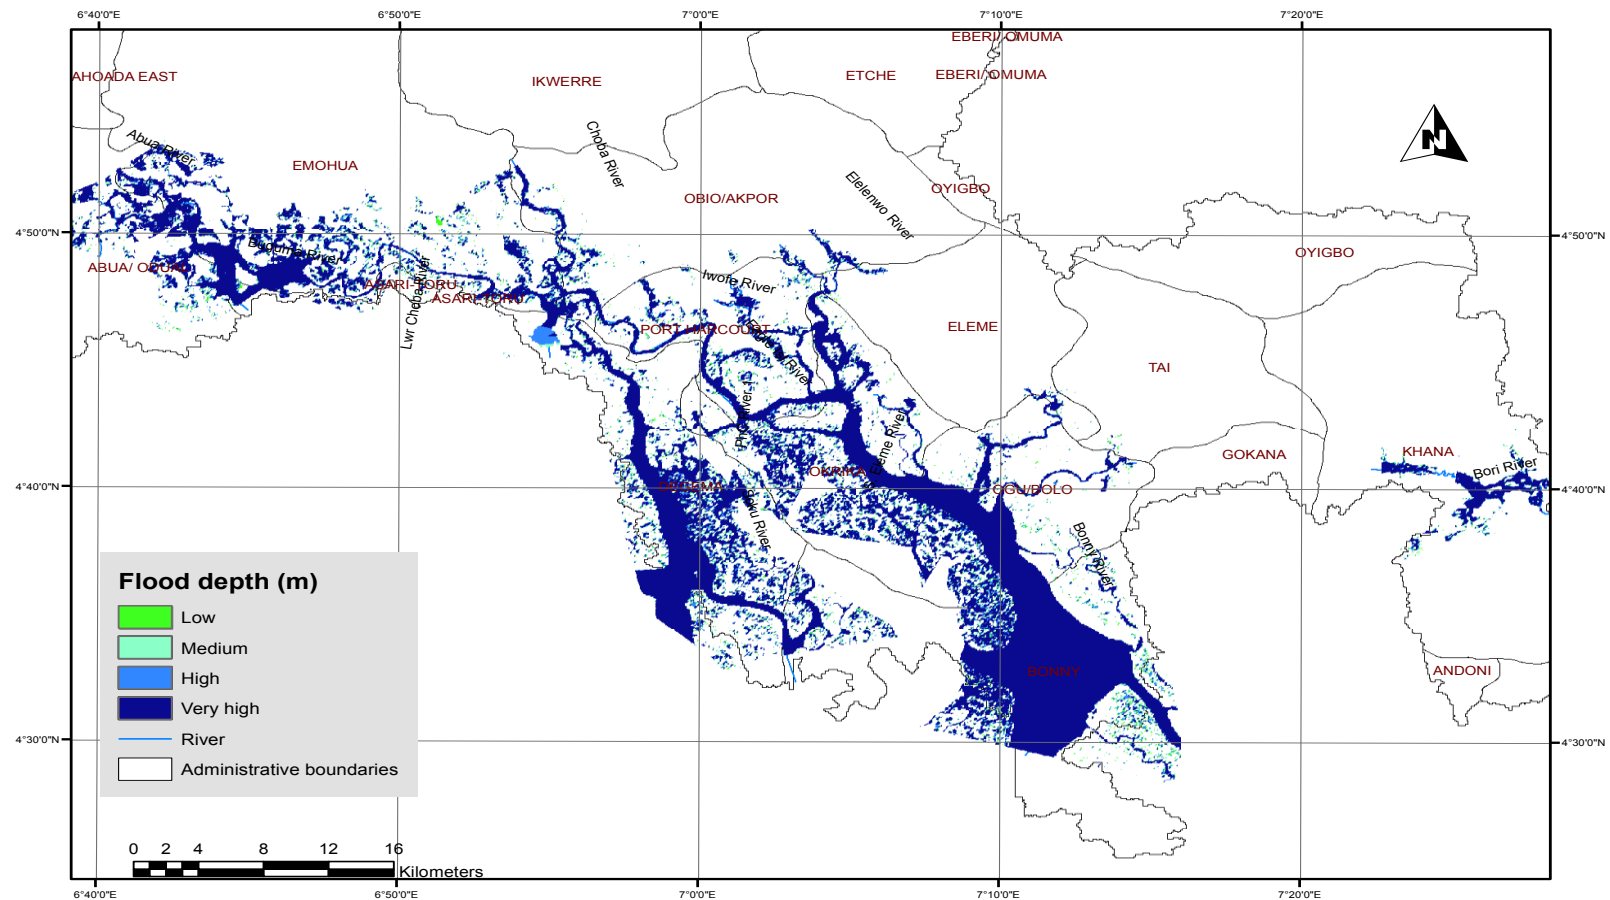 6°40'0"E
6°50'0"E
7°0'0"E
7°10'0"E
7°20'0"E
EBERI/ OMUMA
AHOADA EAST
IKWERRE
ETCHE
EBERI/ OMUMA
N
Abua River
Choba River
EMOHUA
Elelenwo River
OYIGBO
OBIO/AKPOR
4°50'0"N
4°50'0"N
Buguma River
OYIGBO
ABUA/ ODUAL
Iwofe River
ASARI-TORU
ASARI-TORU
Lwr Choba River
PORT HARCOURT
ELEME
TAI
Eleme River
OKRIKA
GOKANA
KHANA
Bori River
4°40'0"N
DEGEMA
OGU/BOLO
4°40'0"N
Bonny River
Flood depth (m)
Low
Medium
High
Very high
River
Administrative boundaries
BONNY
ANDONI
4°30'0"N
4°30'0"N
0 2 4 8 12 16
Kilometers
6°40'0"E
6°50'0"E
7°0'0"E
7°10'0"E
7°20'0"E